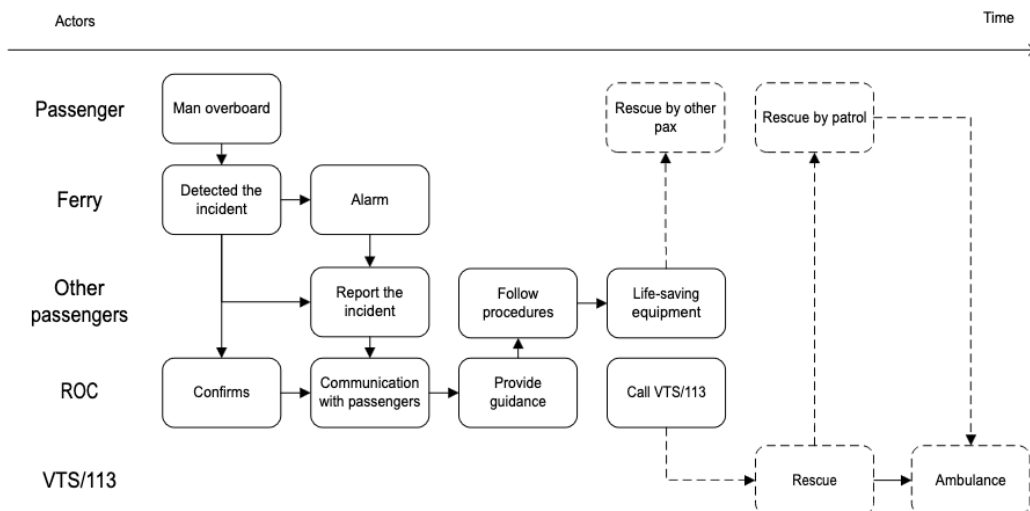 Actors
Time
Passenger
Man overboard
Rescue by other
pax
Rescue by patrol
Ferry
Detected the
incident
Alarm
Other
passengers
Report the
incident
Follow
procedures
Life-saving
equipment
ROC
Confirms
Communication
with passengers
Provide
guidance
Call VTS/113
VTS/113
Rescue
Ambulance